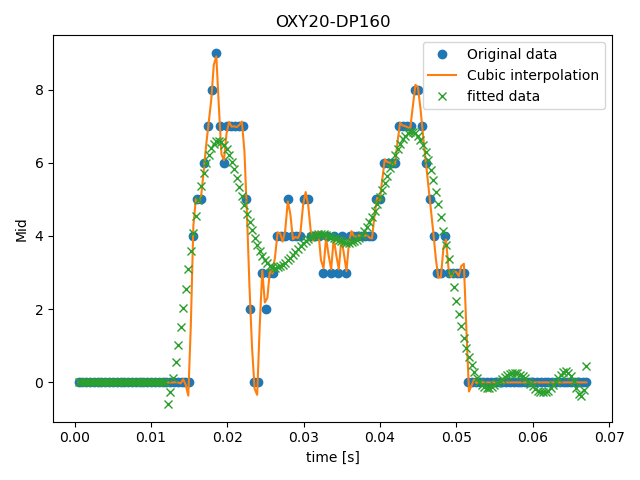 OXY20-DP160
Original data
Cubic interpolation
fitted data
Mid
8
6
4
2
0
0.00 0.01 0.02 0.03 0.04 0.05 0.06 0.07
time [s]